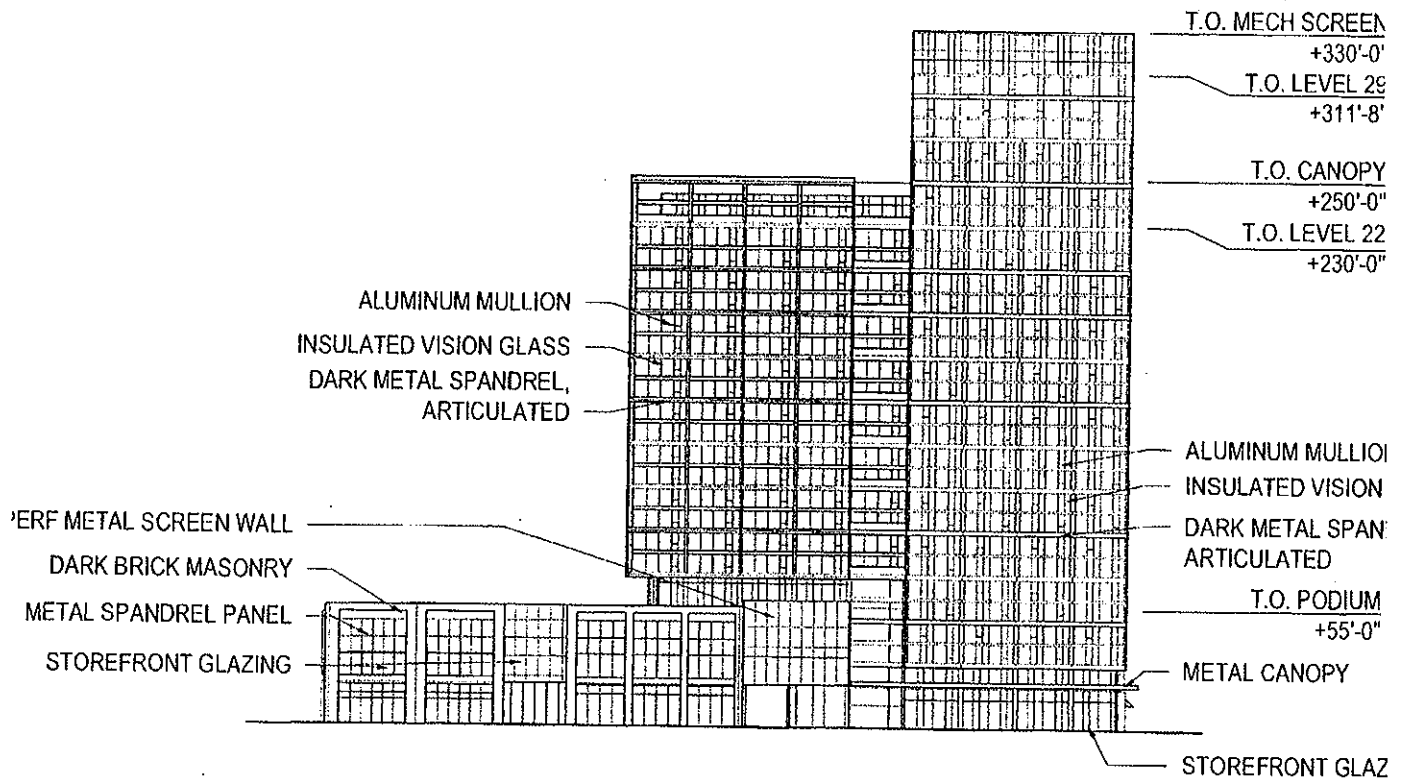 T.O. MECH SCREEN
+330'-0'
T.O. LEVEL 29
+311'-8'
T.O. CANOPY
+250'-0"
T.O. LEVEL 22
+230'-0"
ALUMINUM MULLION
INSULATED VISION GLASS
DARK METAL SPANDREL,
ARTICULATED
ALUMINUM MULLIO
INSULATED VISION
DARK METAL SPAN
ARTICULATED
PERF METAL SCREEN WALL
DARK BRICK MASONRY
METAL SPANDREL PANEL
STOREFRONT GLAZING
T.O. PODIUM
+55'-0"
METAL CANOPY
STOREFRONT GLAZ